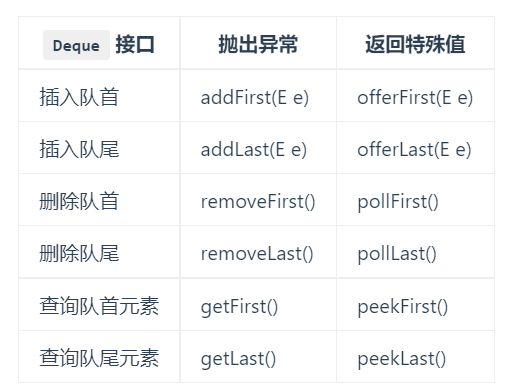 Deque 接口 抛出异常 返回特殊值
插入队首 addFirst(E e) offerFirst(E e)
插入队尾 addLast(E e) offerLast(E e)
删除队首 removeFirst() pollFirst()
删除队尾 removeLast() pollLast()
查询队首元素 getFirst() peekFirst()
查询队尾元素 getLast() peekLast()